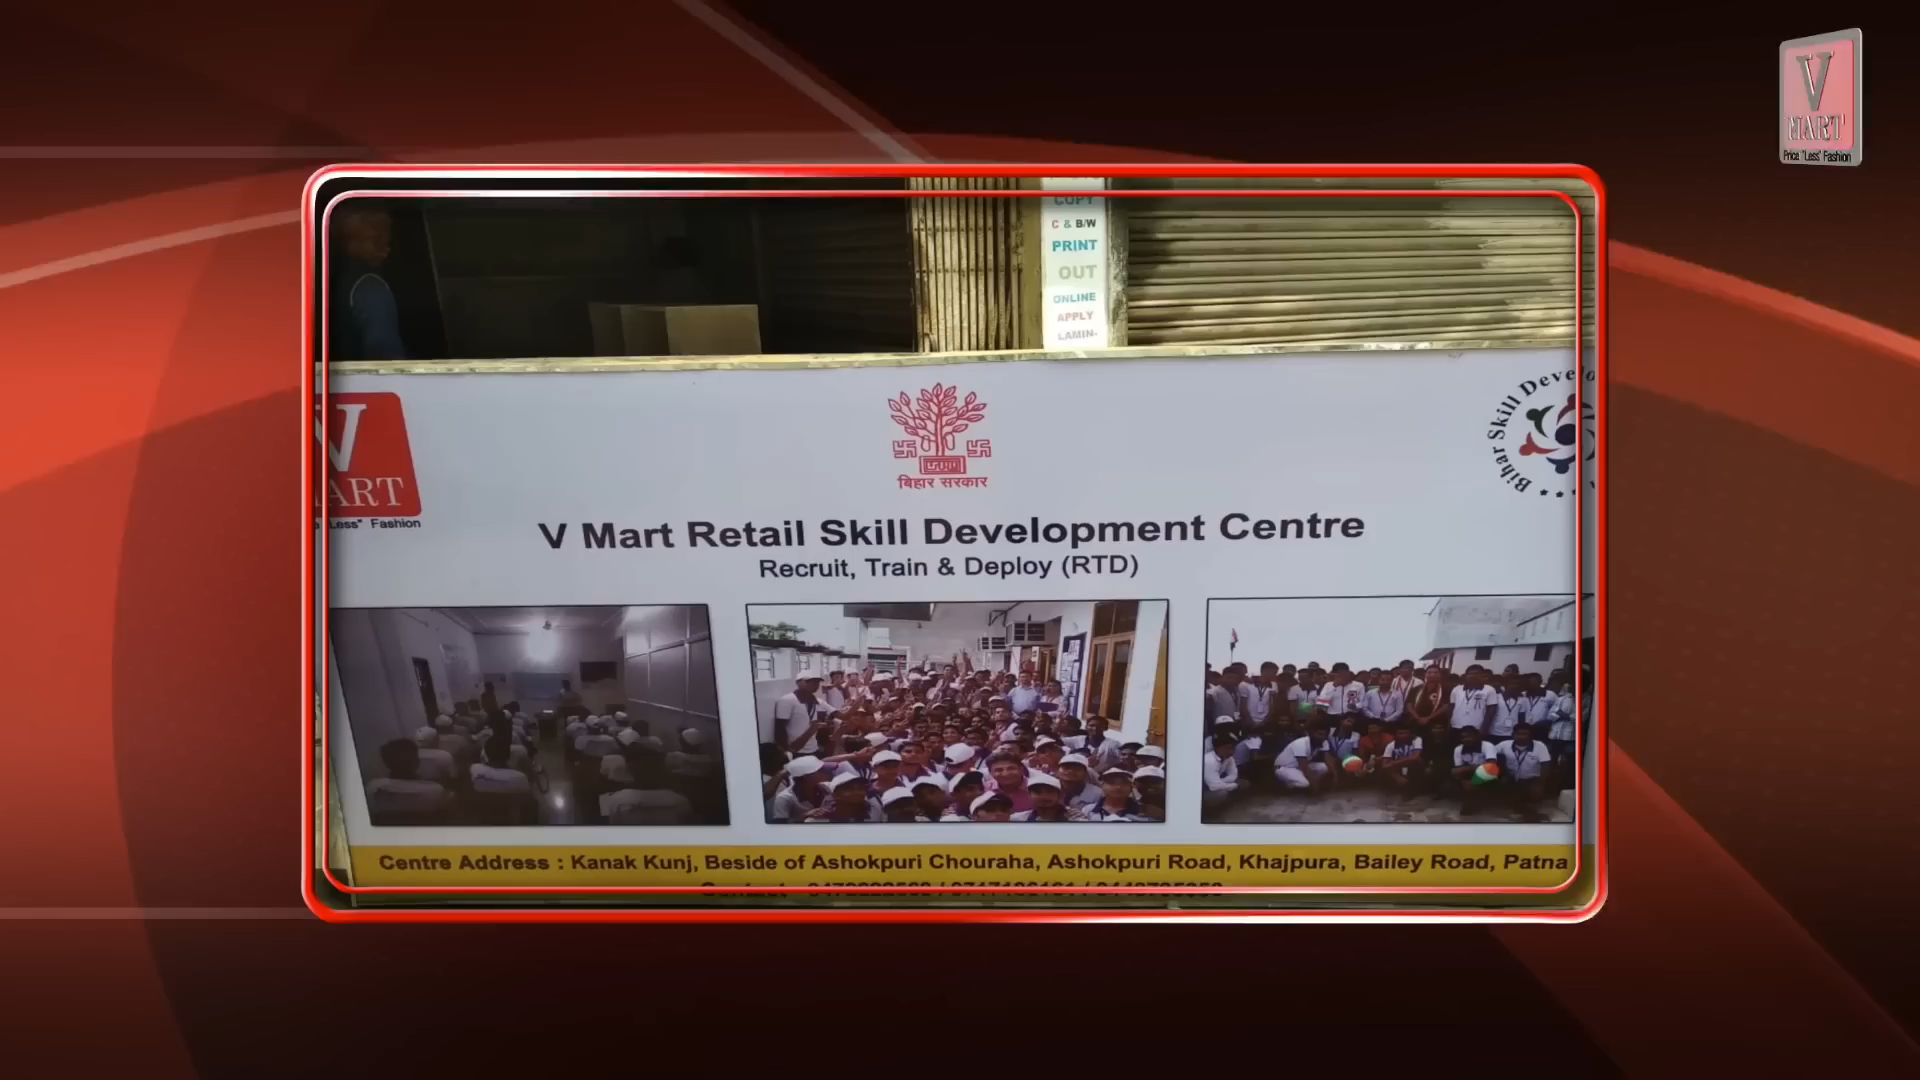 V
MART
Price "Less" Fashion
COPY
C & B/W
PRINT
OUT
ONLINE
APPLY
LAMIN-
V
MART
"Less" Fashion
बिहार सरकार
Bihar Skill Develo
V Mart Retail Skill Development Centre
Recruit, Train & Deploy (RTD)
Centre Address : Kanak Kunj, Beside of Ashokpuri Chouraha, Ashokpuri Road, Khajpura, Bailey Road, Patna